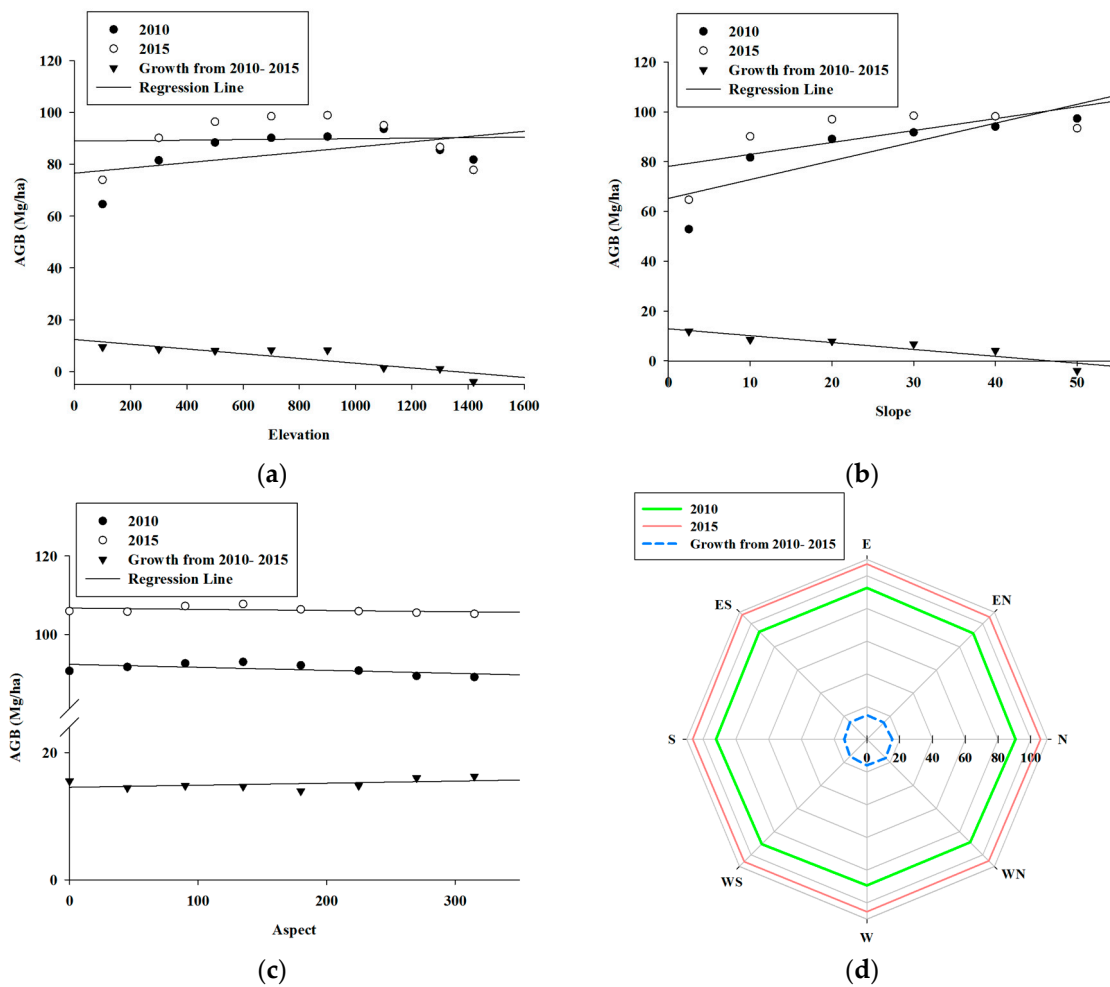 2010
2015
Growth from 2010- 2015
Regression Line
120
100
80
60
40
20
0
AGB (Mg/ha)
0 200 400 600 800 1000 1200 1400 1600
Elevation
(a)
2010
2015
Growth from 2010- 2015
Regression Line
120
100
80
60
40
20
0
AGB (Mg/ha)
0 10 20 30 40 50
Slope
(b)
2010
2015
Growth from 2010- 2015
Regression Line
120
100
20
0
AGB (Mg/ha)
0 100 200 300
Aspect
(c)
2010
2015
Growth from 2010- 2015
E
ES EN
S 0 20 40 60 80 100 N
WS WN
W
(d)